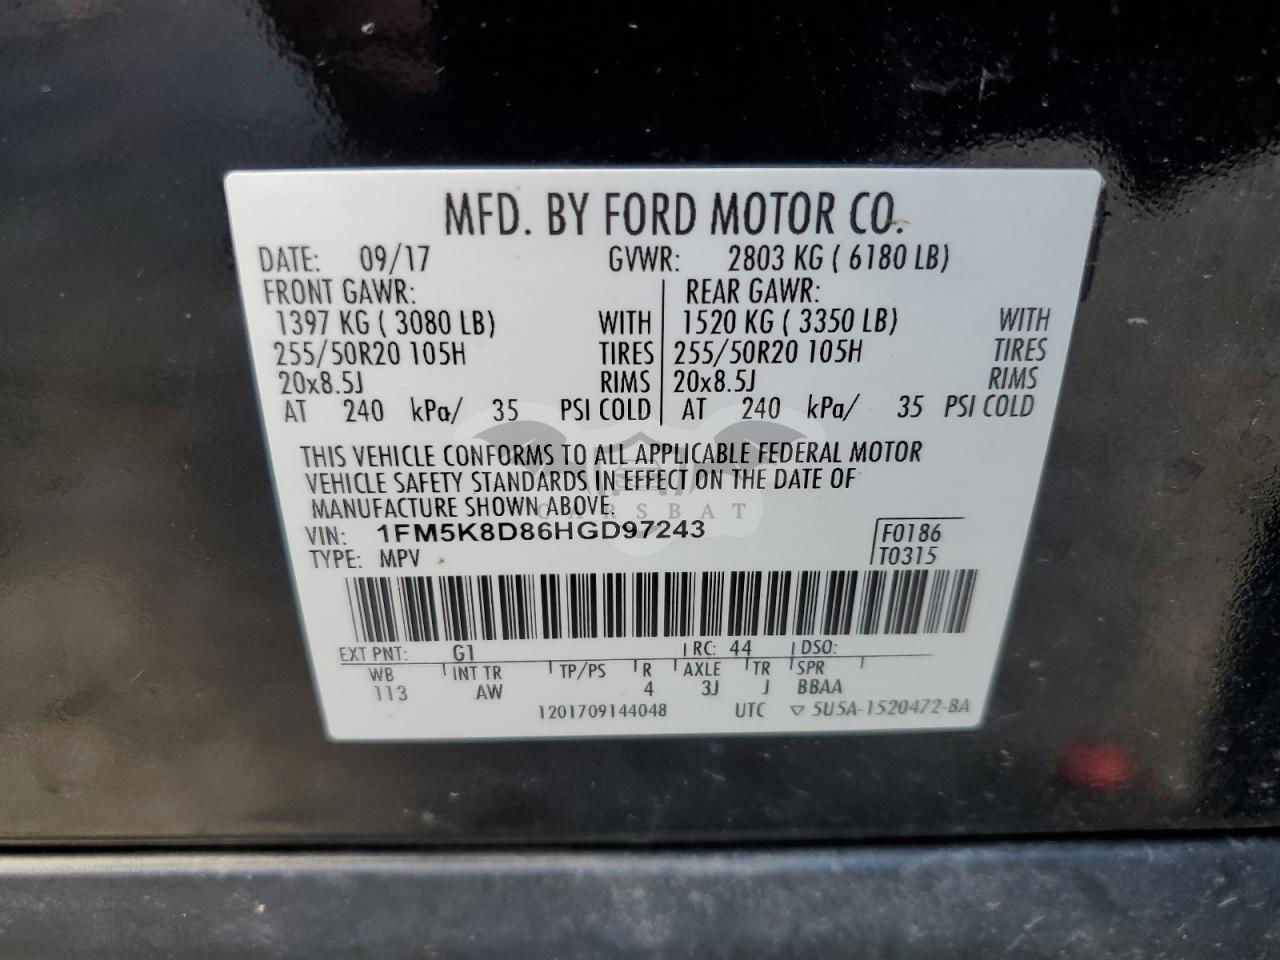 MFD. BY FORD MOTOR CO.
DATE: 09/17 GVWR: 2803 KG ( 6180 LB)
FRONT GAWR: REAR GAWR:
1397 KG ( 3080 LB) WITH 1520 KG ( 3350 LB) WITH
255/50R20 105H TIRES 255/50R20 105H TIRES
20x8.5J RIMS 20x8.5J RIMS
AT 240 kPa/ 35 PSI COLD AT 240 kPa/ 35 PSI COLD
THIS VEHICLE CONFORMS TO ALL APPLICABLE FEDERAL MOTOR
VEHICLE SAFETY STANDARDS IN EFFECT ON THE DATE OF
MANUFACTURE SHOWN ABOVE.
CARSBAT
VIN: 1FM5K8D86HGD97243 F0186
TYPE: MPV T0315
EXT PNT: G1 RC: 44 DSO:
WB INT TR TP/PS R AXLE TR SPR
113 AW 4 3J J BBAA
1201709144048 UTC ▽ 5U5A-1520472-BA